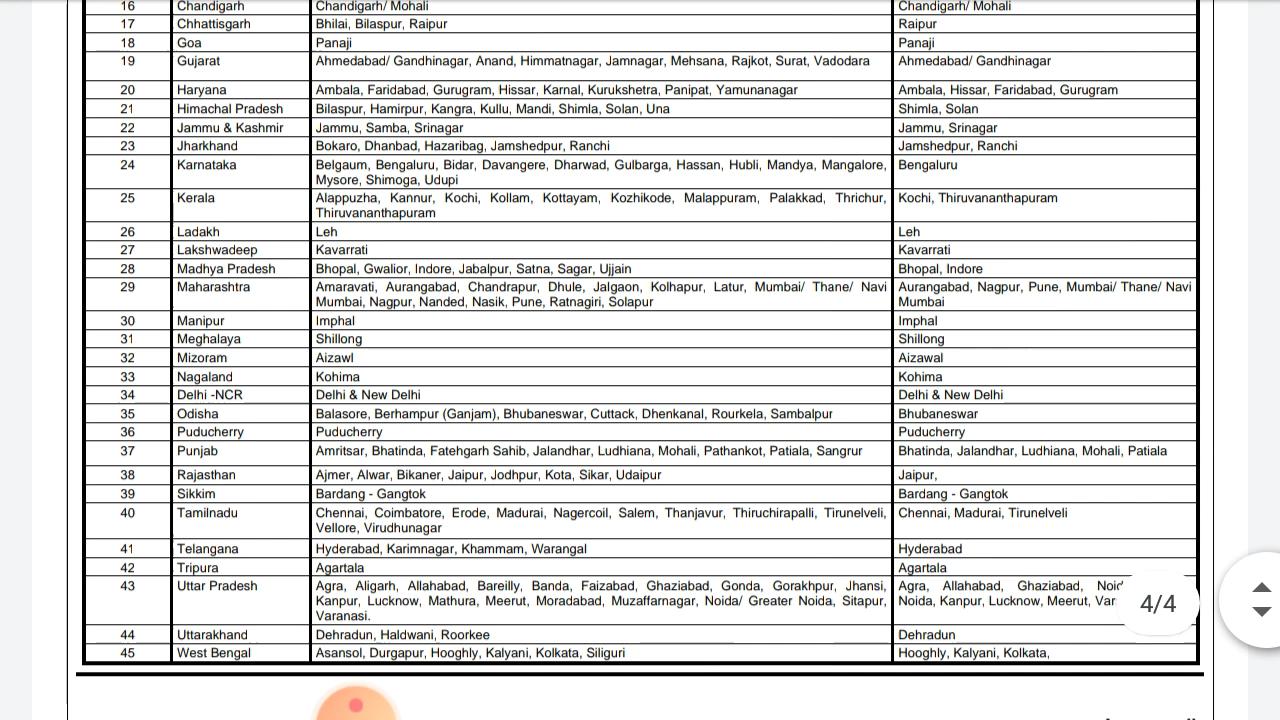 16 Chandigarh Chandigarh/ Mohali Chandigarh/ Mohali
17 Chhattisgarh Bhilai, Bilaspur, Raipur Raipur
18 Goa Panaji Panaji
19 Gujarat Ahmedabad/ Gandhinagar, Anand, Himmatnagar, Jamnagar, Mehsana, Rajkot, Surat, Vadodara Ahmedabad/ Gandhinagar
20 Haryana Ambala, Faridabad, Gurugram, Hissar, Karnal, Kurukshetra, Panipat, Yamunanagar Ambala, Hissar, Faridabad, Gurugram
21 Himachal Pradesh Bilaspur, Hamirpur, Kangra, Kullu, Mandi, Shimla, Solan, Una Shimla, Solan
22 Jammu & Kashmir Jammu, Samba, Srinagar Jammu, Srinagar
23 Jharkhand Bokaro, Dhanbad, Hazaribag, Jamshedpur, Ranchi Jamshedpur, Ranchi
24 Karnataka Belgaum, Bengaluru, Bidar, Davangere, Dharwad, Gulbarga, Hassan, Hubli, Mandya, Mangalore, Bengaluru
Mysore, Shimoga, Udupi
25 Kerala Alappuzha, Kannur, Kochi, Kollam, Kottayam, Kozhikode, Malappuram, Palakkad, Thrichur, Kochi, Thiruvananthapuram
Thiruvananthapuram
26 Ladakh Leh Leh
27 Lakshwadeep Kavarrati Kavarrati
28 Madhya Pradesh Bhopal, Gwalior, Indore, Jabalpur, Satna, Sagar, Ujjain Bhopal, Indore
29 Maharashtra Amaravati, Aurangabad, Chandrapur, Dhule, Jalgaon, Kolhapur, Latur, Mumbai/ Thane/ Navi Aurangabad, Nagpur, Pune, Mumbai/ Thane/ Navi
Mumbai, Nagpur, Nanded, Nasik, Pune, Ratnagiri, Solapur Mumbai
30 Manipur Imphal Imphal
31 Meghalaya Shillong Shillong
32 Mizoram Aizawl Aizawal
33 Nagaland Kohima Kohima
34 Delhi -NCR Delhi & New Delhi Delhi & New Delhi
35 Odisha Balasore, Berhampur (Ganjam), Bhubaneswar, Cuttack, Dhenkanal, Rourkela, Sambalpur Bhubaneswar
36 Puducherry Puducherry Puducherry
37 Punjab Amritsar, Bhatinda, Fatehgarh Sahib, Jalandhar, Ludhiana, Mohali, Pathankot, Patiala, Sangrur Bhatinda, Jalandhar, Ludhiana, Mohali, Patiala
38 Rajasthan Ajmer, Alwar, Bikaner, Jaipur, Jodhpur, Kota, Sikar, Udaipur Jaipur,
39 Sikkim Bardang - Gangtok Bardang - Gangtok
40 Tamilnadu Chennai, Coimbatore, Erode, Madurai, Nagercoil, Salem, Thanjavur, Thiruchirapalli, Tirunelveli, Chennai, Madurai, Tirunelveli
Vellore, Virudhunagar
41 Telangana Hyderabad, Karimnagar, Khammam, Warangal Hyderabad
42 Tripura Agartala Agartala
43 Uttar Pradesh Agra, Aligarh, Allahabad, Bareilly, Banda, Faizabad, Ghaziabad, Gonda, Gorakhpur, Jhansi, Agra, Allahabad, Ghaziabad,
Kanpur, Lucknow, Mathura, Meerut, Moradabad, Muzaffarnagar, Noida/ Greater Noida, Sitapur, Noida, Kanpur, Lucknow, Meerut,
Varanasi.
4/4
44 Uttarakhand Dehradun, Haldwani, Roorkee Dehradun
45 West Bengal Asansol, Durgapur, Hooghly, Kalyani, Kolkata, Siliguri Hooghly, Kalyani, Kolkata,